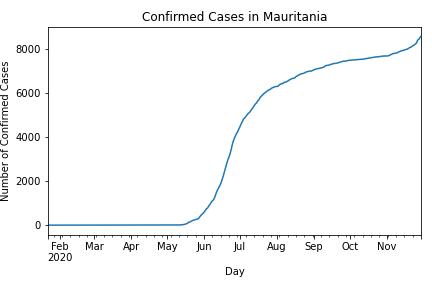 Confirmed Cases in Mauritania
Number of Confirmed Cases
8000
6000
4000
2000
0
Feb Mar Apr May Jun Jul Aug Sep Oct Nov
2020
Day